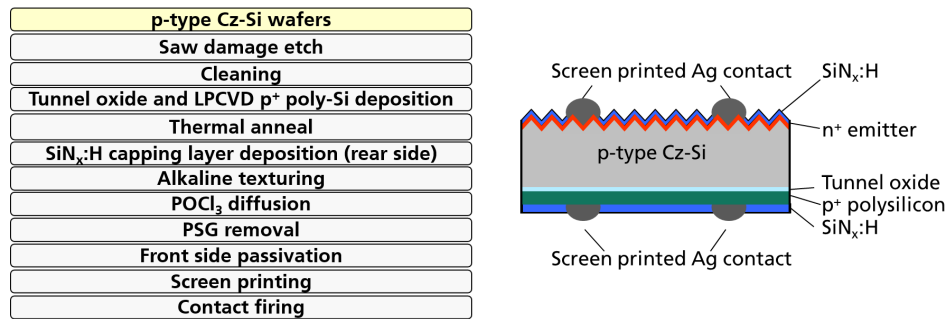 p-type Cz-Si wafers
Saw damage etch
Cleaning
Tunnel oxide and LPCVD p⁺ poly-Si deposition
Thermal anneal
SiNₓ:H capping layer deposition (rear side)
Alkaline texturing
POCl₃ diffusion
PSG removal
Front side passivation
Screen printing
Contact firing
Screen printed Ag contact
SiNₓ:H
n⁺ emitter
p-type Cz-Si
Tunnel oxide
p⁺ polysilicon
SiNₓ:H
Screen printed Ag contact